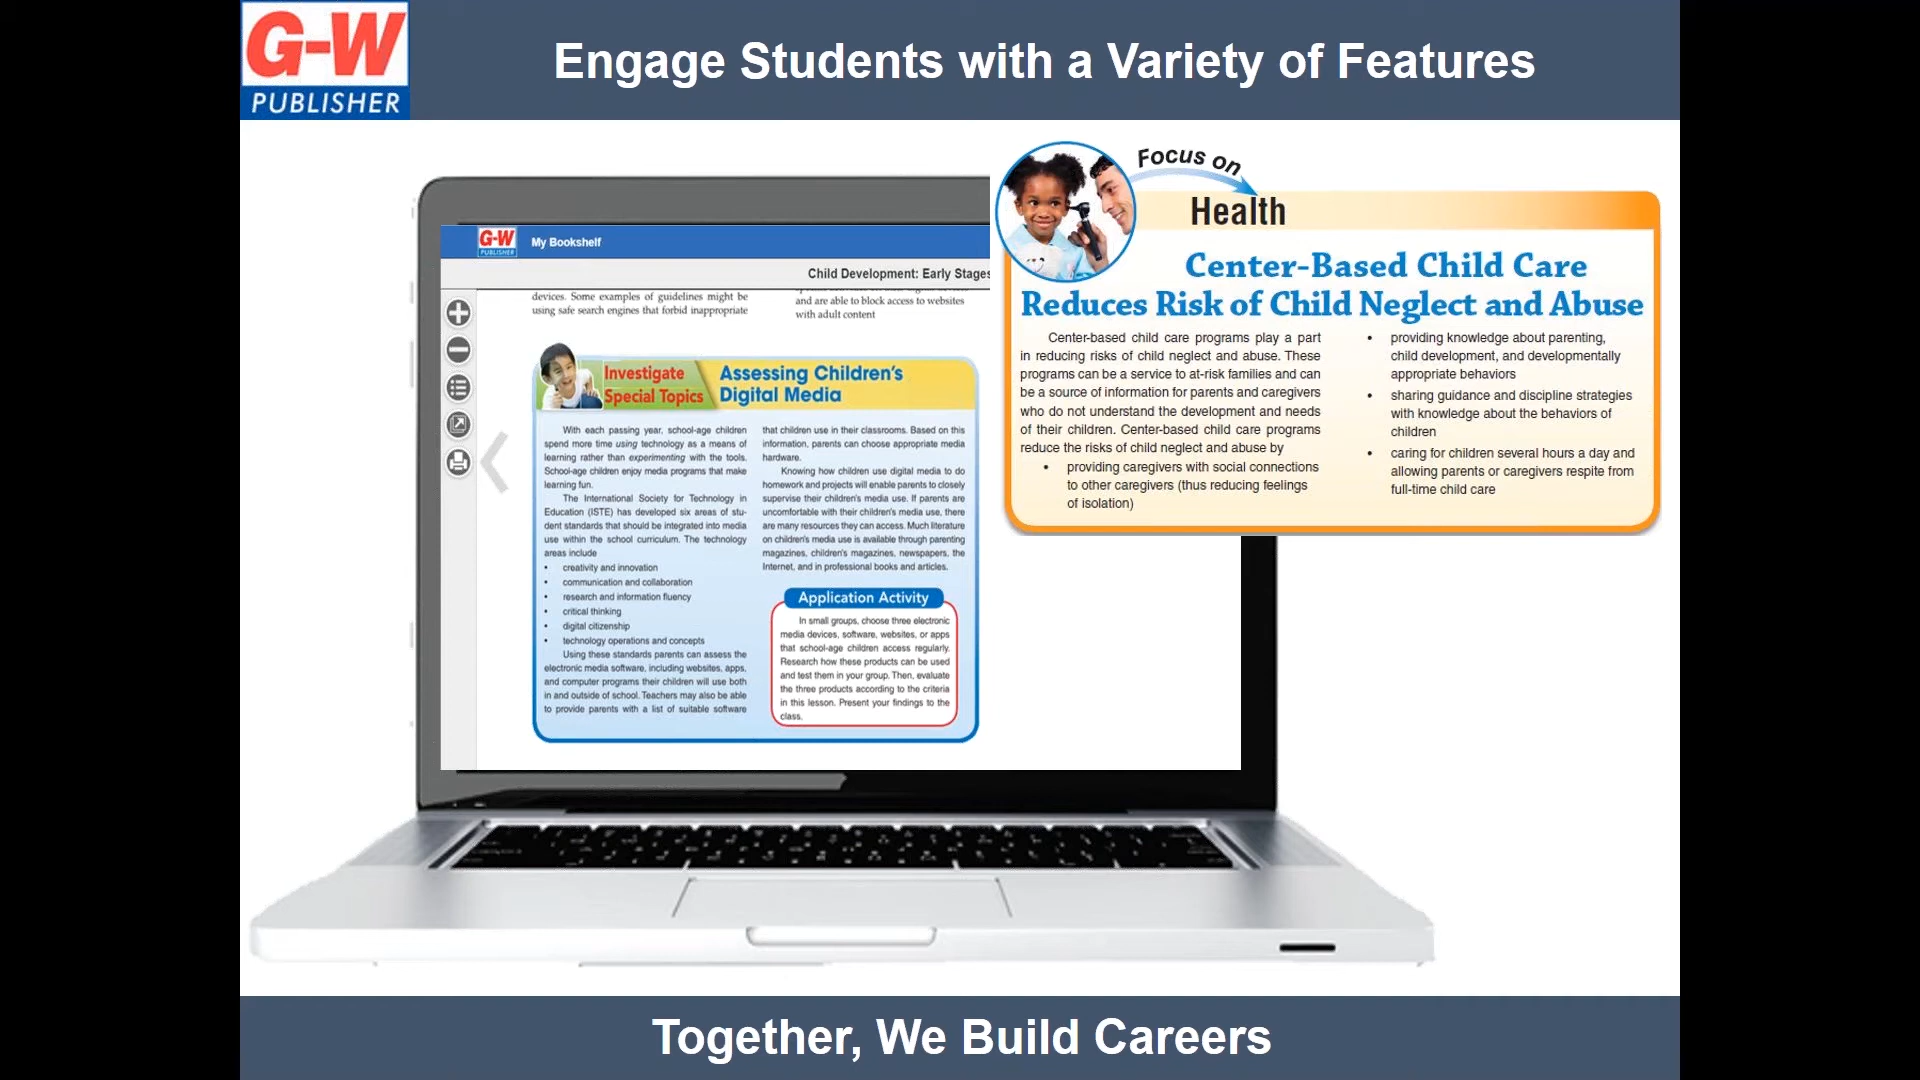 G-W
PUBLISHER
Engage Students with a Variety of Features
G-W
PUBLISHER
My Bookshelf
Child Development: Early Stages
devices. Some examples of guidelines might be
using safe search engines that forbid inappropriate
and are able to block access to websites
with adult content
Investigate
Special Topics
Assessing Children's
Digital Media
With each passing year, school-age children
spend more time using technology as a means of
learning rather than experimenting with the tools.
School-age children enjoy media programs that make
learning fun.
The International Society for Technology in
Education (ISTE) has developed six areas of stu-
dent standards that should be integrated into media
use within the school curriculum. The technology
areas include
• creativity and innovation
• communication and collaboration
• research and information fluency
• critical thinking
• digital citizenship
• technology operations and concepts
Using these standards parents can assess the
electronic media software, including websites, apps,
and computer programs their children will use both
in and outside of school. Teachers may also be able
to provide parents with a list of suitable software
that children use in their classrooms. Based on this
information, parents can choose appropriate media
hardware.
Knowing how children use digital media to do
homework and projects will enable parents to closely
supervise their children's media use. If parents are
uncomfortable with their children's media use, there
are many resources they can access. Much literature
on children's media use is available through parenting
magazines, children's magazines, newspapers, the
Internet, and in professional books and articles.
Application Activity
In small groups, choose three electronic
media devices, software, websites, or apps
that school-age children access regularly.
Research how these products can be used
and test them in your group. Then, evaluate
the three products according to the criteria
in this lesson. Present your findings to the
class.
Focus on
Health
Center-Based Child Care
Reduces Risk of Child Neglect and Abuse
Center-based child care programs play a part
in reducing risks of child neglect and abuse. These
programs can be a service to at-risk families and can
be a source of information for parents and caregivers
who do not understand the development and needs
of their children. Center-based child care programs
reduce the risks of child neglect and abuse by
• providing caregivers with social connections
to other caregivers (thus reducing feelings
of isolation)
• providing knowledge about parenting,
child development, and developmentally
appropriate behaviors
• sharing guidance and discipline strategies
with knowledge about the behaviors of
children
• caring for children several hours a day and
allowing parents or caregivers respite from
full-time child care
Together, We Build Careers